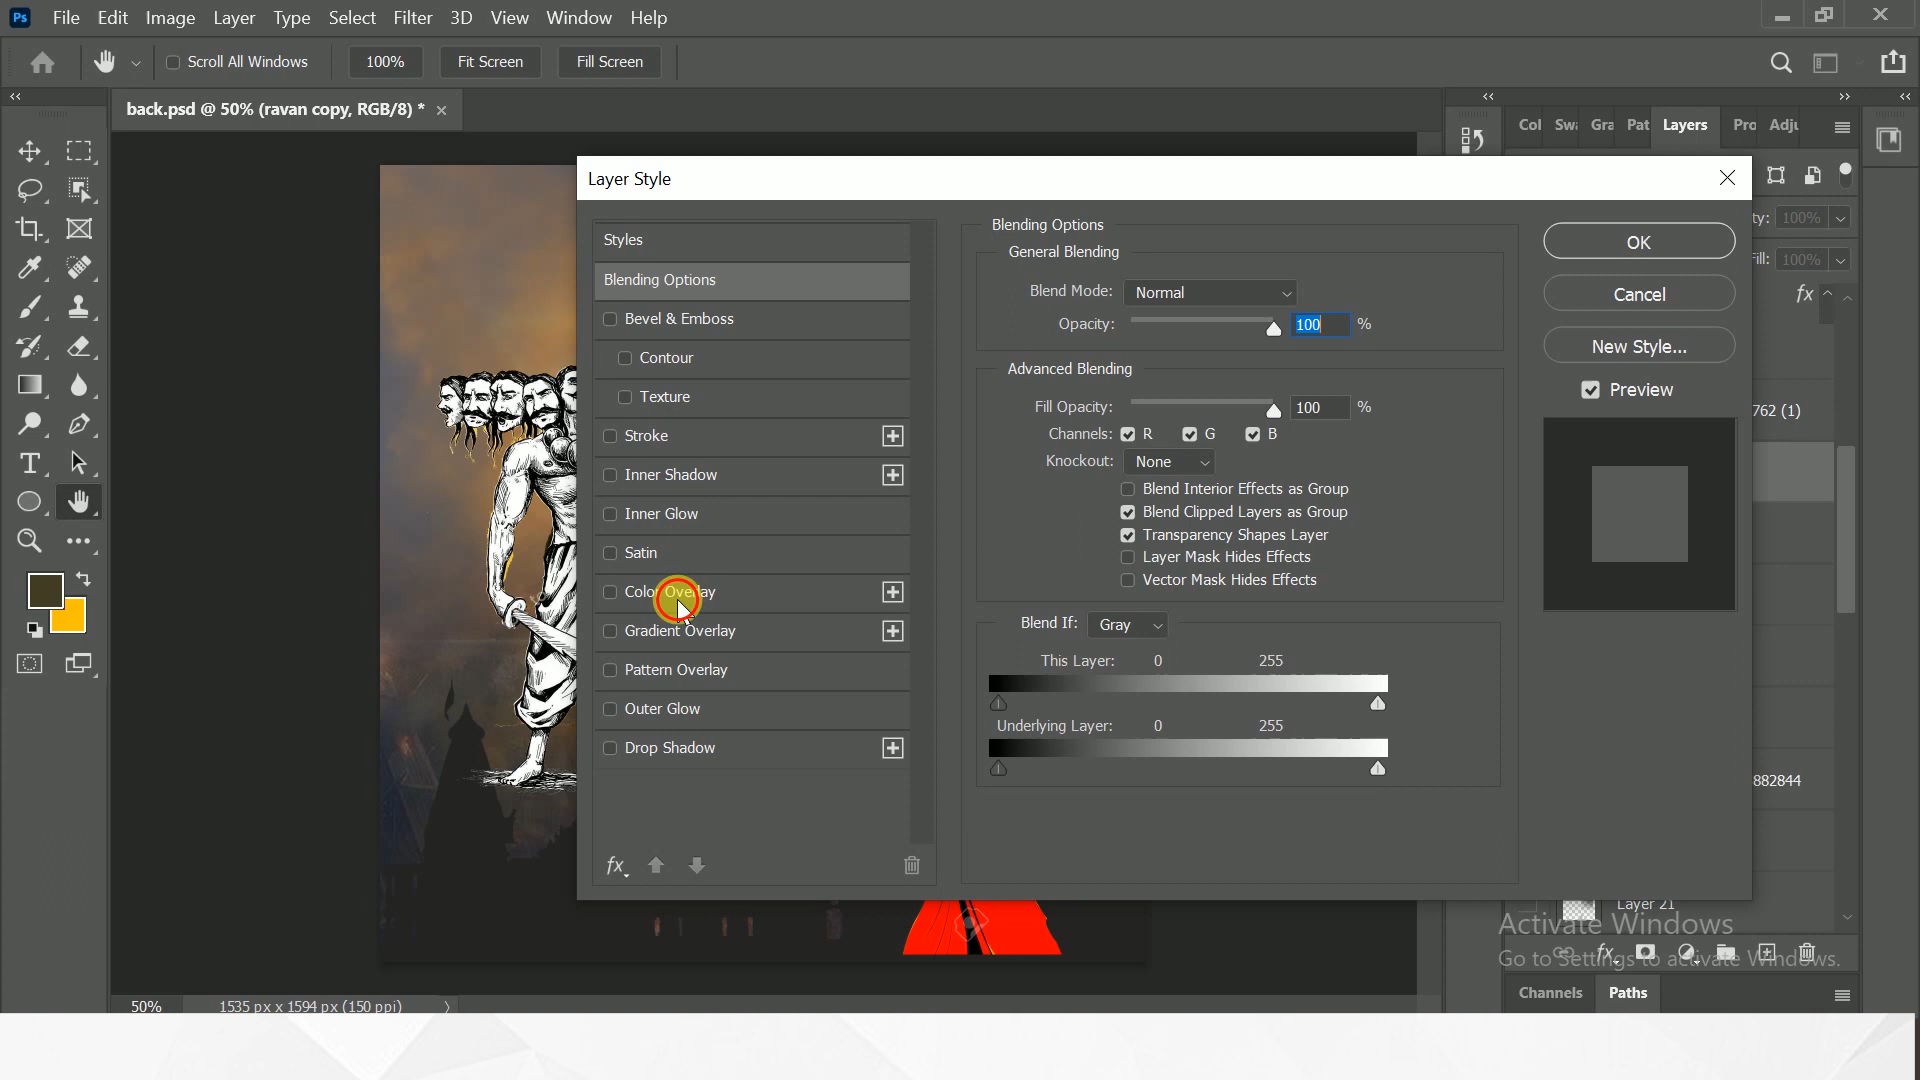 Ps File Edit Image Layer Type Select Filter 3D View Window Help
Scroll All Windows 100% Fit Screen Fill Screen
back.psd @ 50% (ravan copy, RGB/8) *
Col Swa Gra Pat Layers Pro Adju
Layer Style
Styles
Blending Options
Bevel & Emboss
Contour
Texture
Stroke
Inner Shadow
Inner Glow
Satin
Color Overlay
Gradient Overlay
Pattern Overlay
Outer Glow
Drop Shadow
fx
Blending Options
General Blending
Blend Mode: Normal
Opacity: 100 %
Advanced Blending
Fill Opacity: 100 %
Channels: R G B
Knockout: None
Blend Interior Effects as Group
Blend Clipped Layers as Group
Transparency Shapes Layer
Layer Mask Hides Effects
Vector Mask Hides Effects
Blend If: Gray
This Layer: 0 255
Underlying Layer: 0 255
OK
Cancel
New Style...
Preview
ty: 100%
Fill: 100%
fx
762 (1)
882844
Layer 21
Activate Windows
Go to Settings to activate Windows.
fx
Channels Paths
50% 1535 px x 1594 px (150 ppi)